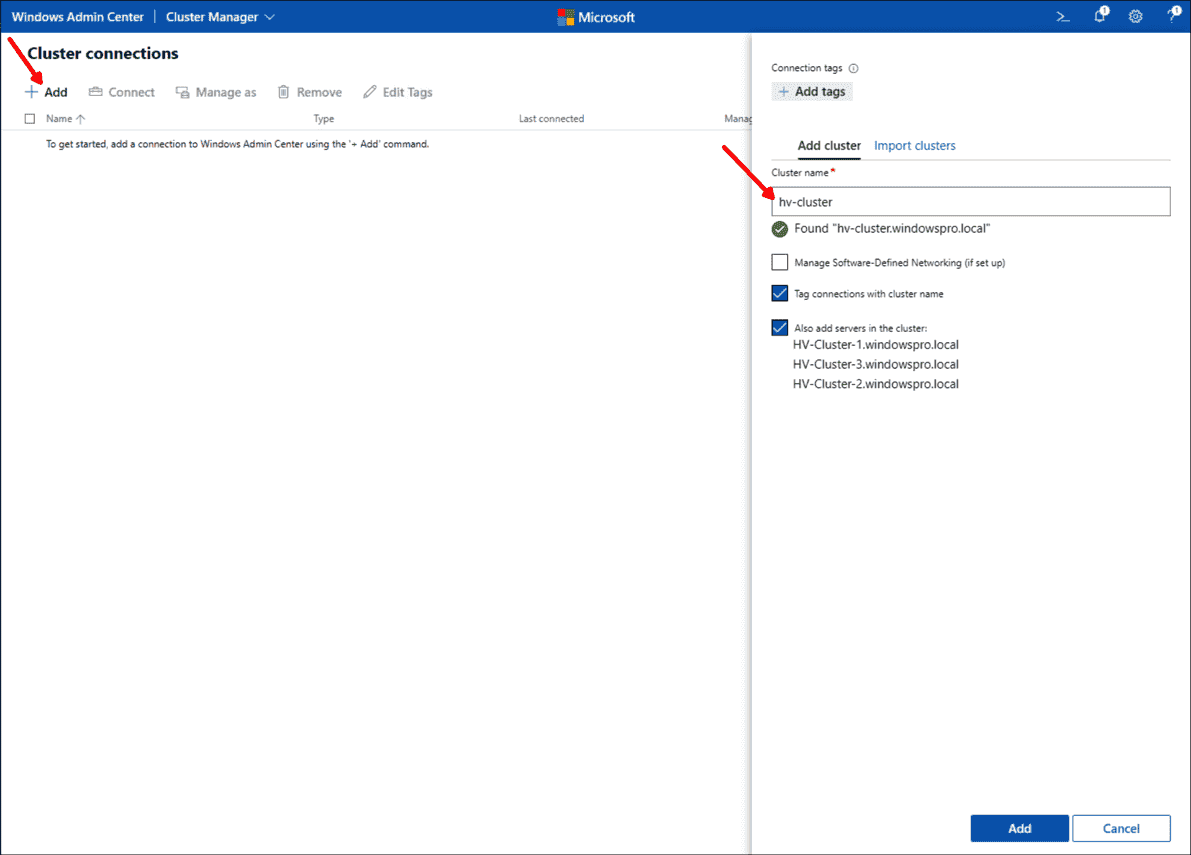 Windows Admin Center | Cluster Manager
Microsoft
1
1
Cluster connections
Add
Connect
Manage as
Remove
Edit Tags
Name
Type
Last connected
Manag
To get started, add a connection to Windows Admin Center using the '+ Add' command.
Connection tags
+ Add tags
Add cluster
Import clusters
Cluster name*
hv-cluster
Found "hv-cluster.windowspro.local"
Manage Software-Defined Networking (if set up)
Tag connections with cluster name
Also add servers in the cluster:
HV-Cluster-1.windowspro.local
HV-Cluster-3.windowspro.local
HV-Cluster-2.windowspro.local
Add
Cancel